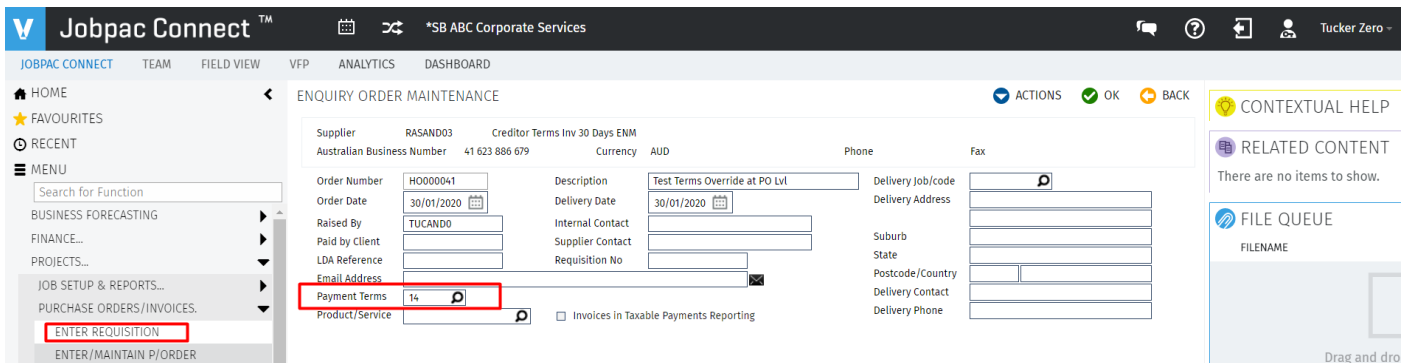 Jobpac Connect ™ *SB ABC Corporate Services Tucker Zero
JOBPAC CONNECT TEAM FIELD VIEW VFP ANALYTICS DASHBOARD
HOME
FAVOURITES
RECENT
MENU
Search for Function
BUSINESS FORECASTING
FINANCE...
PROJECTS...
JOB SETUP & REPORTS...
PURCHASE ORDERS/INVOICES.
ENTER REQUISITION
ENTER/MAINTAIN P/ORDER
ENQUIRY ORDER MAINTENANCE ACTIONS OK BACK
Supplier RASAND03 Creditor Terms Inv 30 Days ENM
Australian Business Number 41 623 886 679 Currency AUD Phone Fax
Order Number HO000041 Description Test Terms Override at PO Lvl Delivery Job/code
Order Date 30/01/2020 Delivery Date 30/01/2020 Delivery Address
Raised By TUCAND0 Internal Contact
Paid by Client Supplier Contact Suburb
LDA Reference Requisition No State
Email Address Postcode/Country
Payment Terms 14 Delivery Contact
Product/Service Invoices in Taxable Payments Reporting Delivery Phone
CONTEXTUAL HELP
RELATED CONTENT
There are no items to show.
FILE QUEUE
FILENAME
Drag and dro